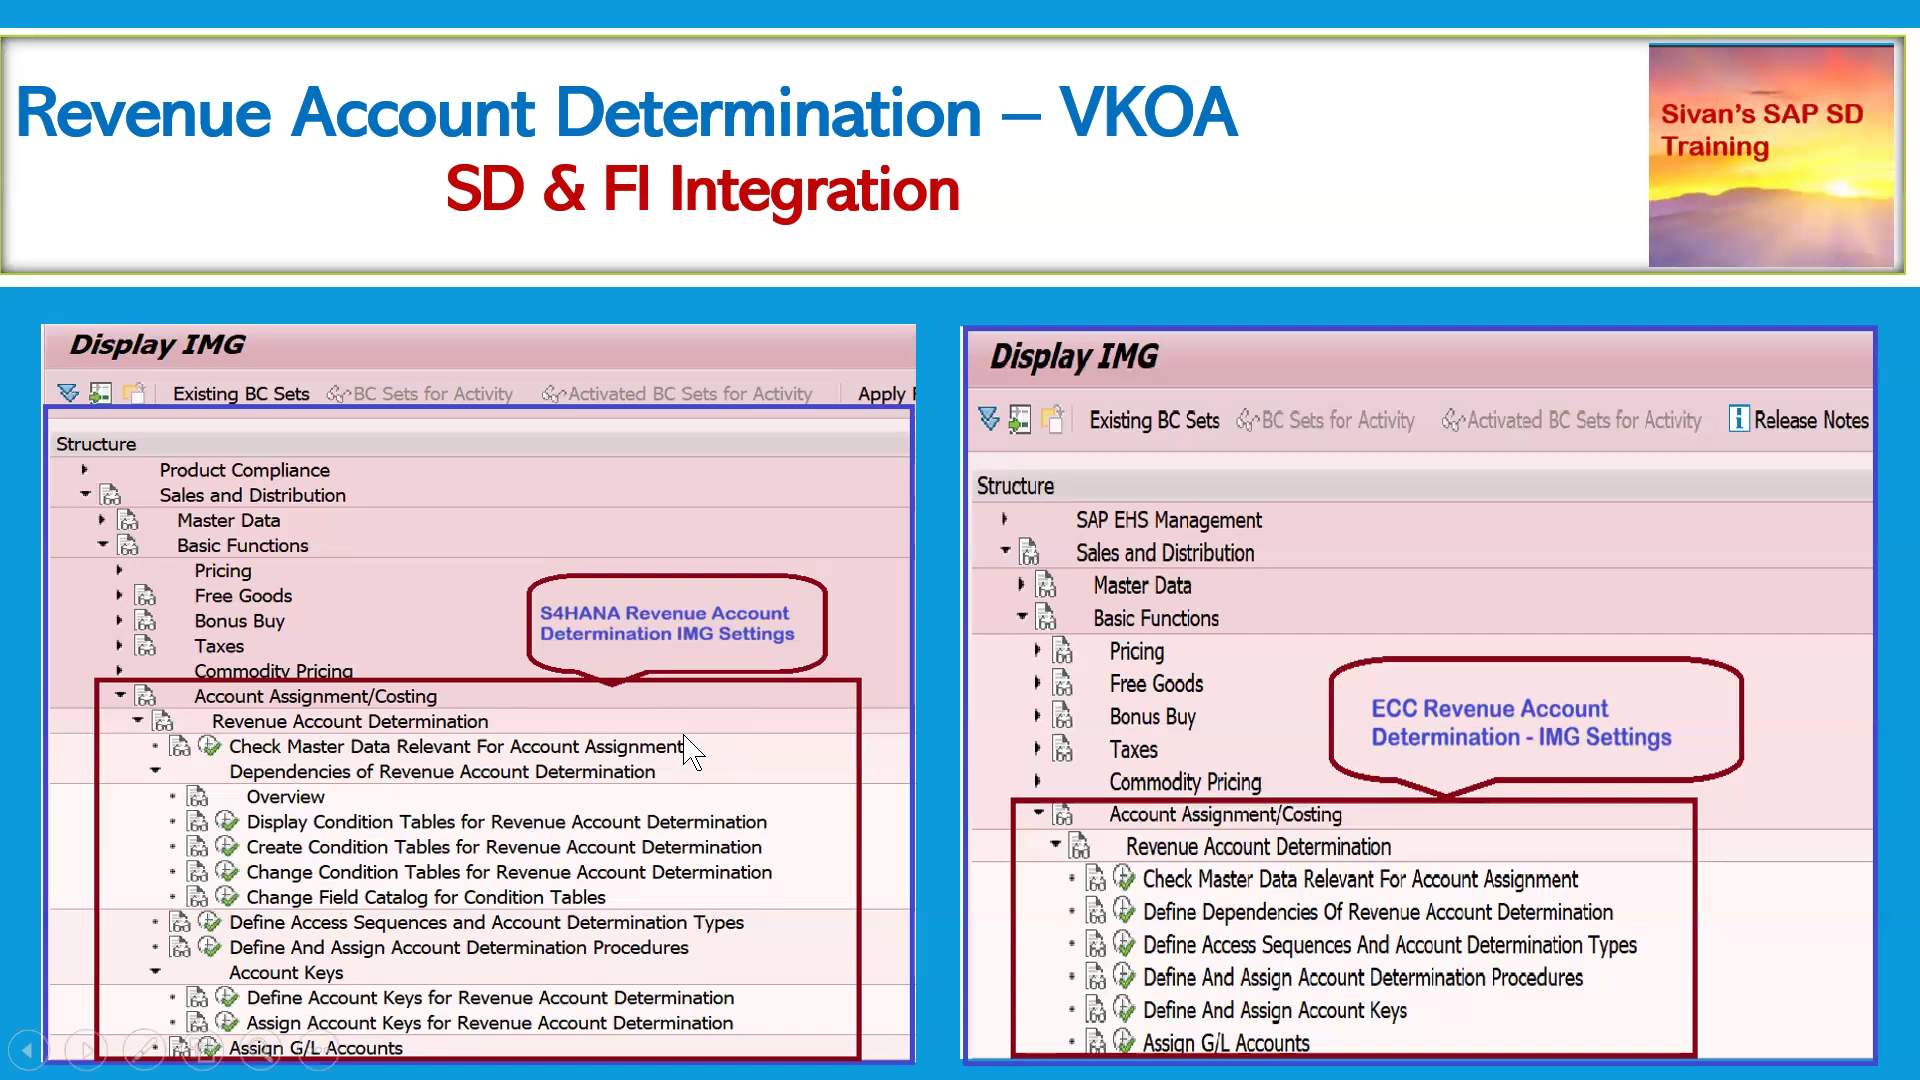 Revenue Account Determination – VKOA
SD & FI Integration
Sivan's SAP SD
Training
Display IMG
Existing BC Sets BC Sets for Activity Activated BC Sets for Activity Apply
Structure
Product Compliance
Sales and Distribution
Master Data
Basic Functions
Pricing
Free Goods
Bonus Buy
Taxes
Commodity Pricing
S4HANA Revenue Account
Determination IMG Settings
Account Assignment/Costing
Revenue Account Determination
Check Master Data Relevant For Account Assignment
Dependencies of Revenue Account Determination
Overview
Display Condition Tables for Revenue Account Determination
Create Condition Tables for Revenue Account Determination
Change Condition Tables for Revenue Account Determination
Change Field Catalog for Condition Tables
Define Access Sequences and Account Determination Types
Define And Assign Account Determination Procedures
Account Keys
Define Account Keys for Revenue Account Determination
Assign Account Keys for Revenue Account Determination
Assign G/L Accounts
Display IMG
Existing BC Sets BC Sets for Activity Activated BC Sets for Activity Release Notes
Structure
SAP EHS Management
Sales and Distribution
Master Data
Basic Functions
Pricing
Free Goods
Bonus Buy
Taxes
Commodity Pricing
ECC Revenue Account
Determination - IMG Settings
Account Assignment/Costing
Revenue Account Determination
Check Master Data Relevant For Account Assignment
Define Dependencies Of Revenue Account Determination
Define Access Sequences And Account Determination Types
Define And Assign Account Determination Procedures
Define And Assign Account Keys
Assign G/L Accounts